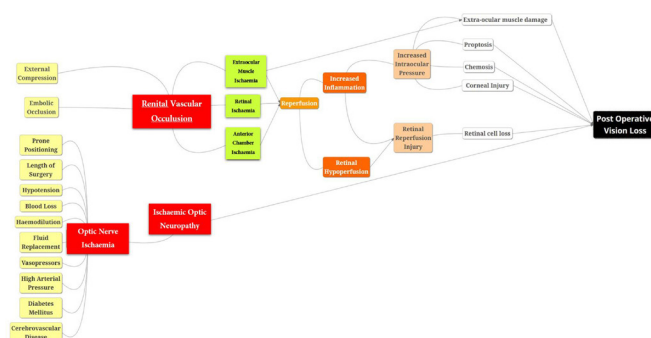 Extra-ocular muscle damage
External
Compression
Embolic
Occlusion
Renital Vascular
Occulusion
Extraocular
Muscle
Ischaemia
Retinal
Ischaemia
Anterior
Chamber
Ischaemia
Reperfusion
Increased
Inflammation
Retinal
Hypoperfusion
Increased
Intraocular
Pressure
Retinal
Reperfusion
Injury
Proptosis
Chemosis
Corneal Injury
Retinal cell loss
Post Operative
Vision Loss
Prone
Positioning
Length of
Surgery
Hypotension
Blood Loss
Haemodilution
Fluid
Replacement
Vasopressors
High Arterial
Pressure
Diabetes
Mellitus
Cerebrovascular
Disease
Optic Nerve
Ischaemia
Ischaemic Optic
Neuropathy